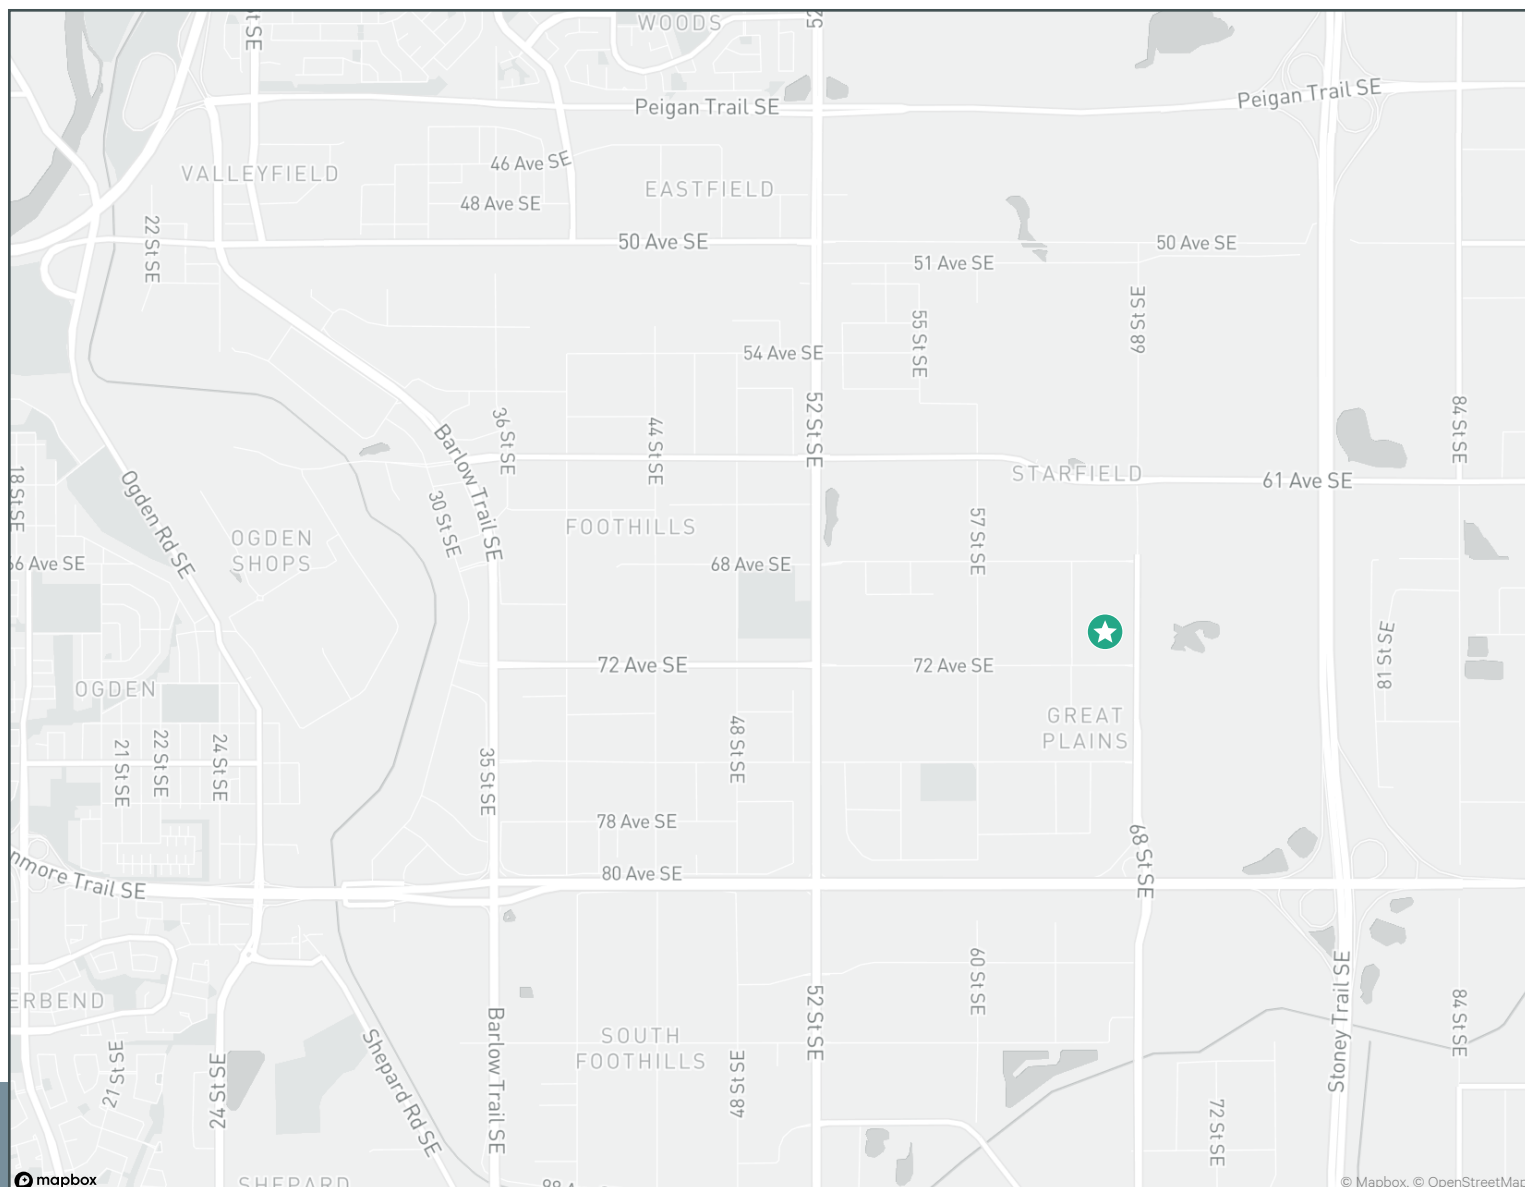 WOODS
52
t SE
Peigan Trail SE
Peigan Trail SE
46 Ave SE
VALLEYFIELD
EASTFIELD
48 Ave SE
22 St SE
50 Ave SE
50 Ave SE
51 Ave SE
68 St SE
55 St SE
54 Ave SE
52 St SE
36 St SE
44 St SE
84 St SE
Barlow Trail SE
STARFIELD
61 Ave SE
18 St SE
Ogden Rd SE
30 St SE
FOOTHILLS
57 St SE
OGDEN
SHOPS
66 Ave SE
68 Ave SE
72 Ave SE
72 Ave SE
81 St SE
OGDEN
GREAT
PLAINS
21 St SE
22 St SE
24 St SE
35 St SE
48 St SE
78 Ave SE
68 St SE
80 Ave SE
nmore Trail SE
60 St SE
52 St SE
84 St SE
Stoney Trail SE
ERBEND
Barlow Trail SE
SOUTH
FOOTHILLS
21 St SE
24 St SE
Shepard Rd SE
48 St SE
72 St SE
SHEPARD
mapbox
© Mapbox, © OpenStreetMap